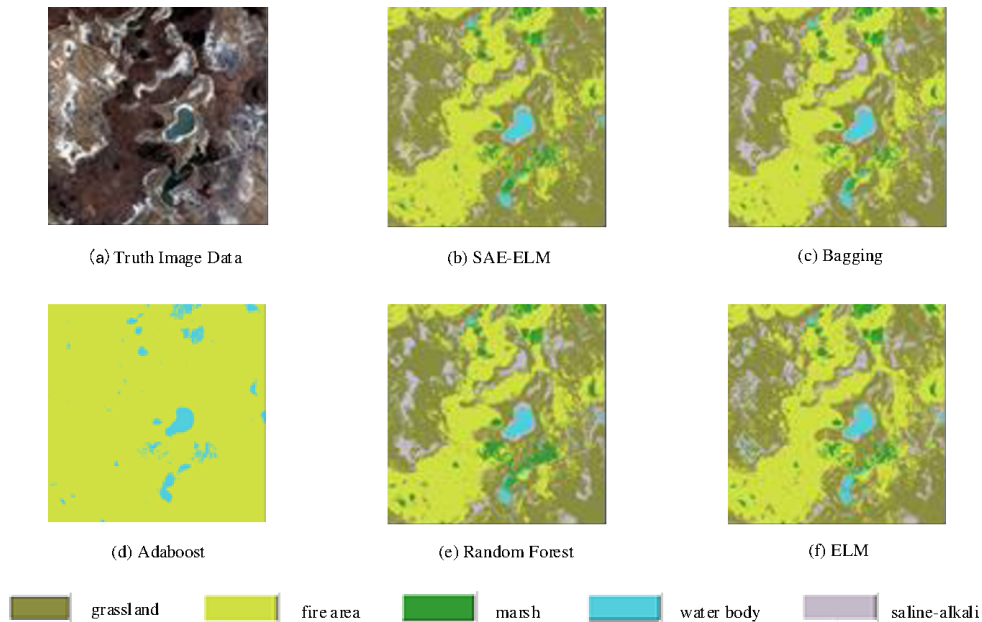 (a) Truth Image Data
(b) SAE-ELM
(c) Bagging
(d) Adaboost
(e) Random Forest
(f) ELM
grassland
fire area
marsh
water body
saline-alkali